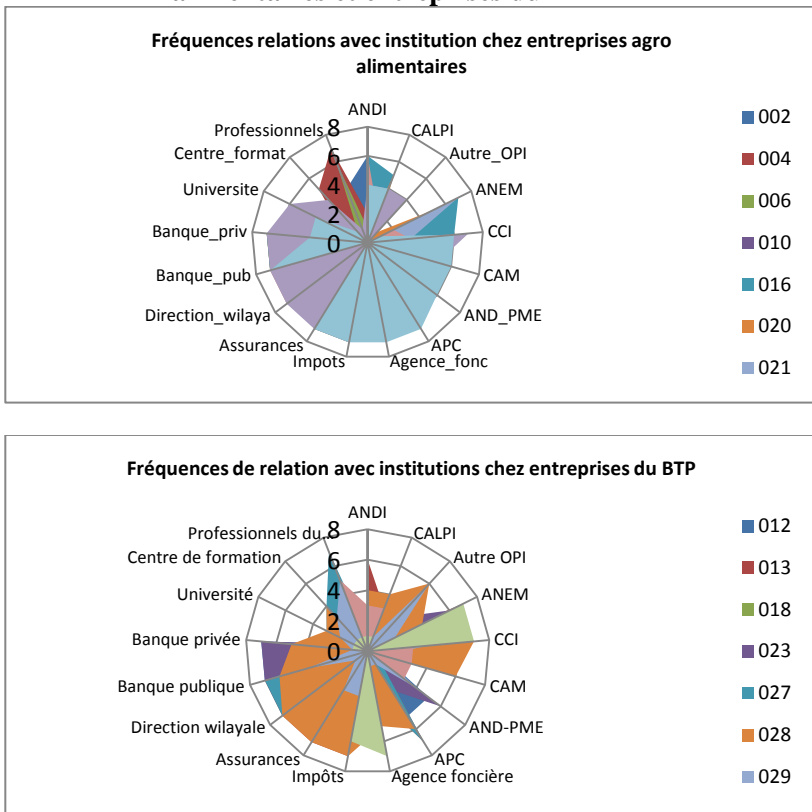 Fréquences relations avec institution chez entreprises agro
alimentaires
ANDI
CALPI
Autre_OPI
ANEM
CCI
CAM
AND_PME
APC
Agence_fonc
Impots
Assurances
Direction_wilaya
Banque_pub
Banque_priv
Universite
Centre_format
Professionnels
8
6
4
2
0
002
004
006
010
016
020
021
Fréquences de relation avec institutions chez entreprises du BTP
ANDI
CALPI
Autre OPI
ANEM
CCI
CAM
AND-PME
APC
Agence foncière
Impôts
Assurances
Direction wilayale
Banque publique
Banque privée
Université
Centre de formation
Professionnels du...
8
6
4
2
0
012
013
018
023
027
028
029